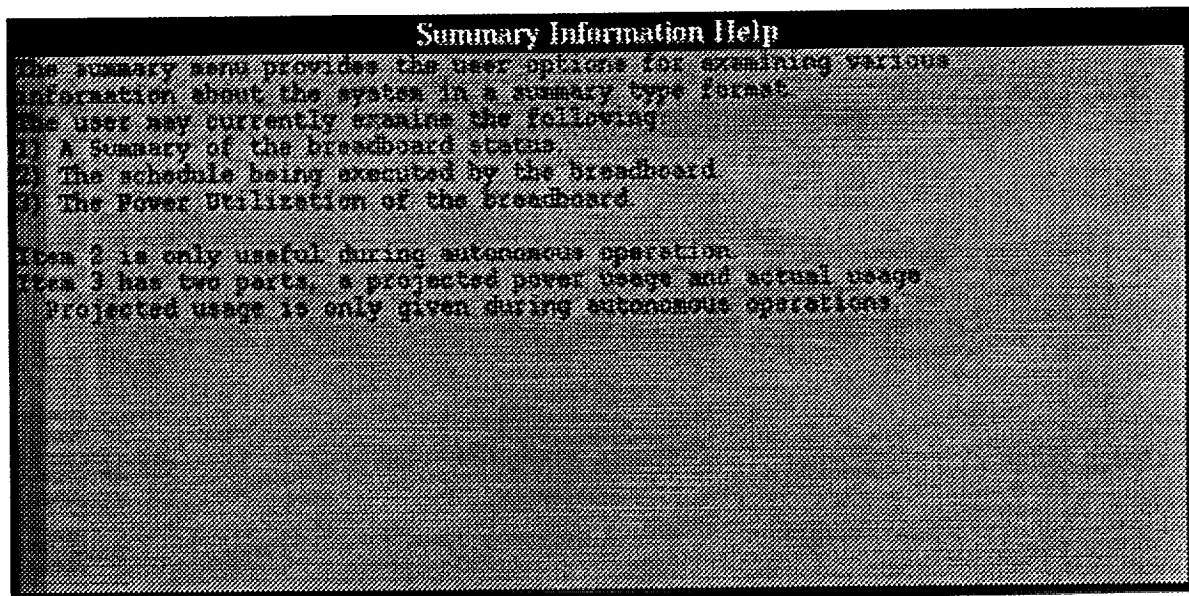 Summary Information Help
The summary menu provides the user options for examining various
information about the system in a summary type format.
The user may currently examine the following:
1) A Summary of the breadboard status.
2) The schedule being executed by the breadboard.
3) The Power Utilization of the breadboard.
Item 2 is only useful during autonomous operation.
Item 3 has two parts, a projected power usage and actual usage.
Projected usage is only given during autonomous operations.